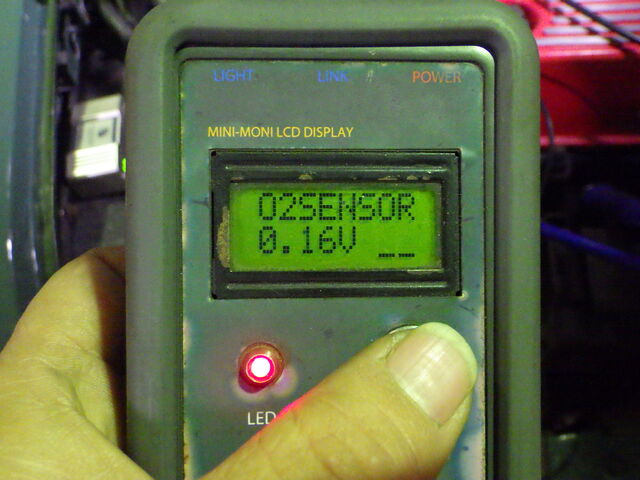 LIGHT LINK POWER
MINI-MONI LCD DISPLAY
O2SENSOR
0.16V __
LED